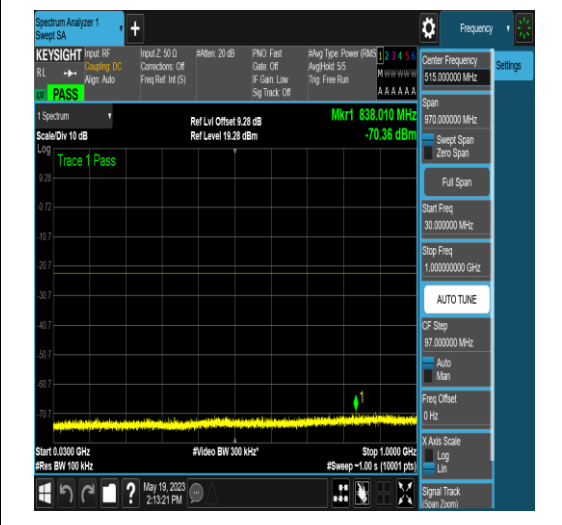 Spectrum Analyzer 1
Swept SA
+
Frequency
KEYSIGHT
RL
Input: RF
Coupling: DC
Align: Auto
Input Z: 50 Ω
Corrections: Off
Freq Ref: Int (S)
#Atten: 20 dB
PNO: Fast
Gate: Off
IF Gain: Low
Sig Track: Off
#Avg Type: Power (RMS)
Avg|Hold: 5/5
Trig: Free Run
1 2 3 4 5 6
M W W W W W
A A A A A A
PASS
1 Spectrum
Scale/Div 10 dB
Log
Ref Lvl Offset 9.28 dB
Ref Level 19.28 dBm
Mkr1 838.010 MHz
-70.36 dBm
Trace 1 Pass
9.28
-0.72
-10.7
-20.7
-30.7
-40.7
-50.7
-60.7
-70.7
1
Start 0.0300 GHz
#Res BW 100 kHz
#Video BW 300 kHz*
Stop 1.0000 GHz
#Sweep ~1.00 s (10001 pts)
?
May 19, 2023
2:13:21 PM
Center Frequency
515.000000 MHz
Settings
Span
970.000000 MHz
Swept Span
Zero Span
Full Span
Start Freq
30.000000 MHz
Stop Freq
1.000000000 GHz
AUTO TUNE
CF Step
97.000000 MHz
Auto
Man
Freq Offset
0 Hz
X Axis Scale
Log
Lin
Signal Track
(Span Zoom)